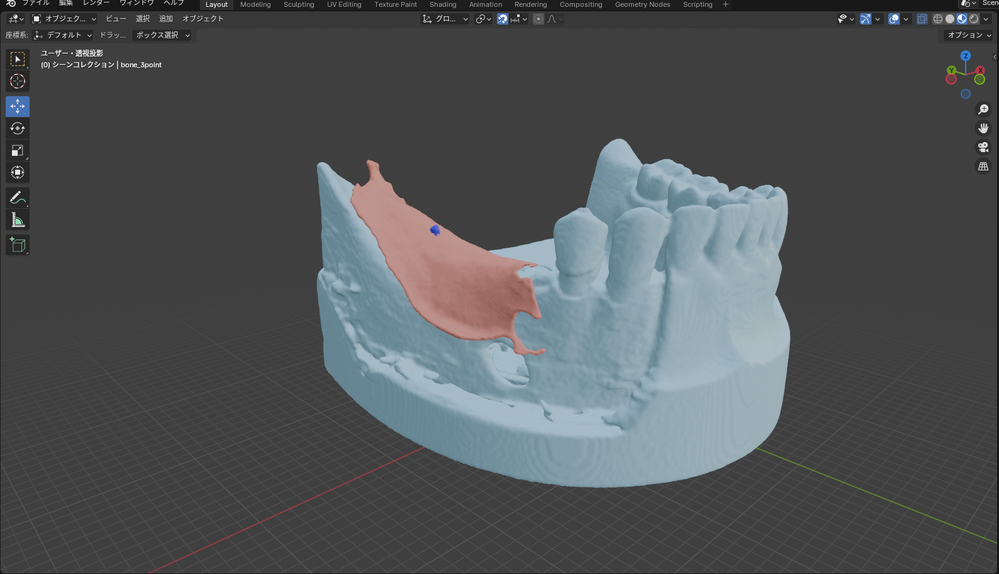 ファイル 編集 レンダー ウィンドウ ヘルプ Layout Modeling Sculpting UV Editing Texture Paint Shading Animation Rendering Compositing Geometry Nodes Scripting + Scen
オブジェク... ビュー 選択 追加 オブジェクト グロ...
座標系: デフォルト ドラッ... ボックス選択 オプション
ユーザー・透視投影
(0) シーンコレクション | bone_3point
Z
Y X